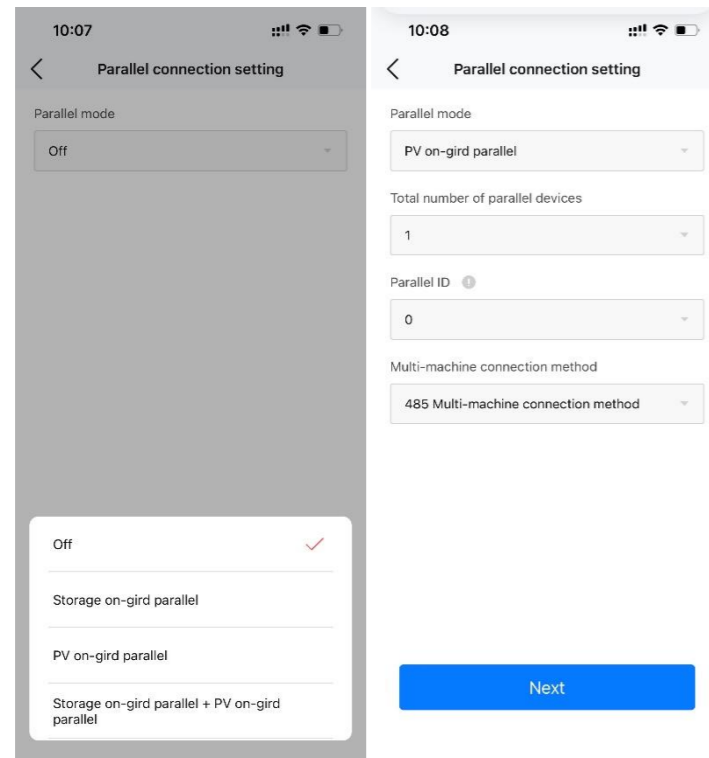 10:07
Parallel connection setting
Parallel mode
Off
Off
Storage on-gird parallel
PV on-gird parallel
Storage on-gird parallel + PV on-gird
parallel
10:08
Parallel connection setting
Parallel mode
PV on-gird parallel
Total number of parallel devices
1
Parallel ID
0
Multi-machine connection method
485 Multi-machine connection method
Next